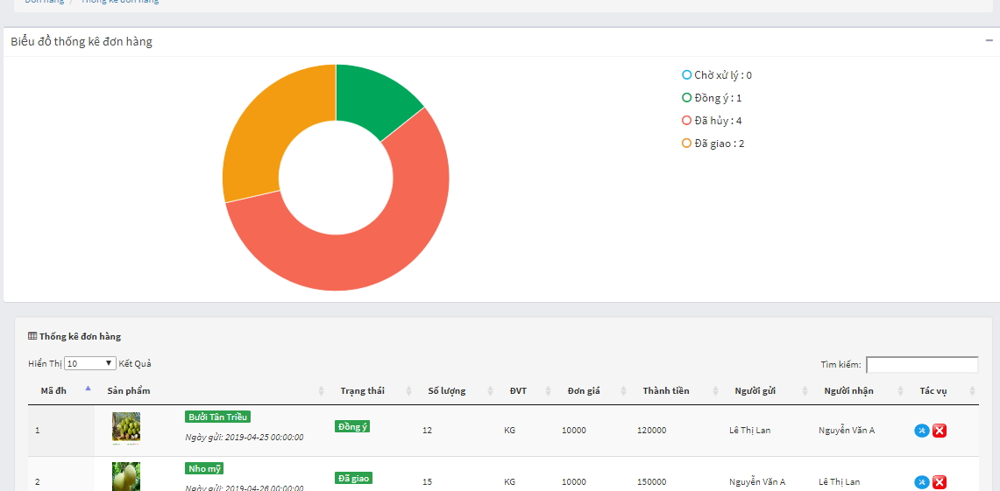 Đơn hàng / Thống kê đơn hàng
Biểu đồ thống kê đơn hàng
Chờ xử lý : 0
Đồng ý : 1
Đã hủy : 4
Đã giao : 2
Thống kê đơn hàng
Hiển Thị 10 Kết Quả
Tìm kiếm:
Mã đh Sản phẩm Trạng thái Số lượng ĐVT Đơn giá Thành tiền Người gửi Người nhận Tác vụ
Bưởi Tân Triều
Ngày gửi: 2019-04-25 00:00:00
1 Đồng ý 12 KG 10000 120000 Lê Thị Lan Nguyễn Văn A
Nho mỹ
Ngày gửi: 2019-04-26 00:00:00
2 Đã giao 15 KG 10000 150000 Nguyễn Văn A Lê Thị Lan